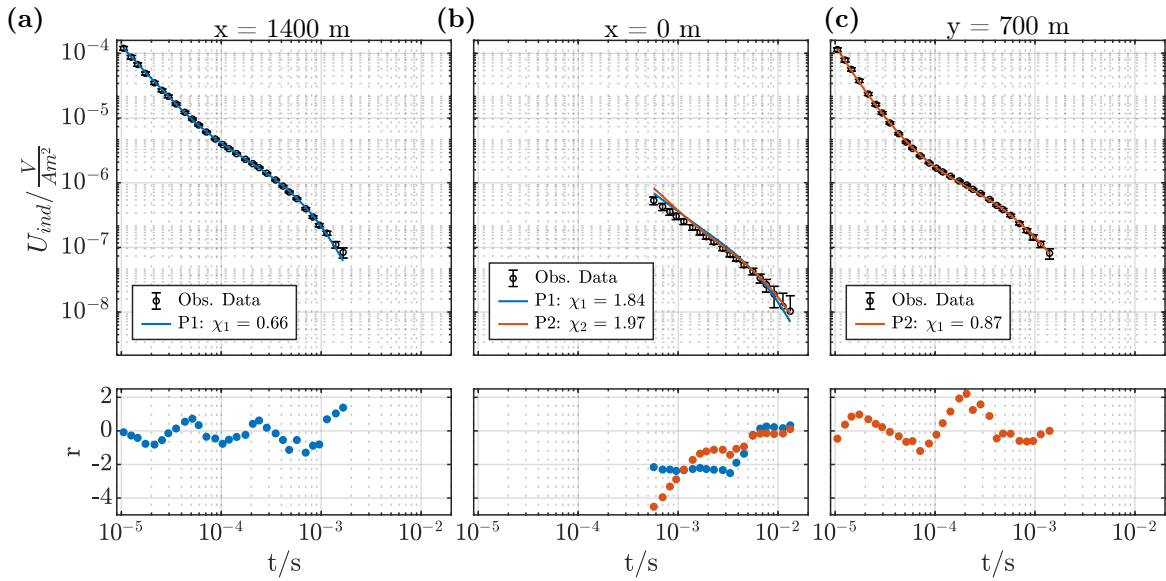 (a) x = 1400 m
(b) x = 0 m
(c) y = 700 m
10⁻⁴
10⁻⁵
10⁻⁶
10⁻⁷
10⁻⁸
U_ind/ V/Am²
Obs. Data
P1: χ₁ = 0.66
Obs. Data
P1: χ₁ = 1.84
P2: χ₂ = 1.97
Obs. Data
P2: χ₁ = 0.87
2
0
-2
-4
r
10⁻⁵ 10⁻⁴ 10⁻³ 10⁻²
10⁻⁵ 10⁻⁴ 10⁻³ 10⁻²
10⁻⁵ 10⁻⁴ 10⁻³ 10⁻²
t/s
t/s
t/s